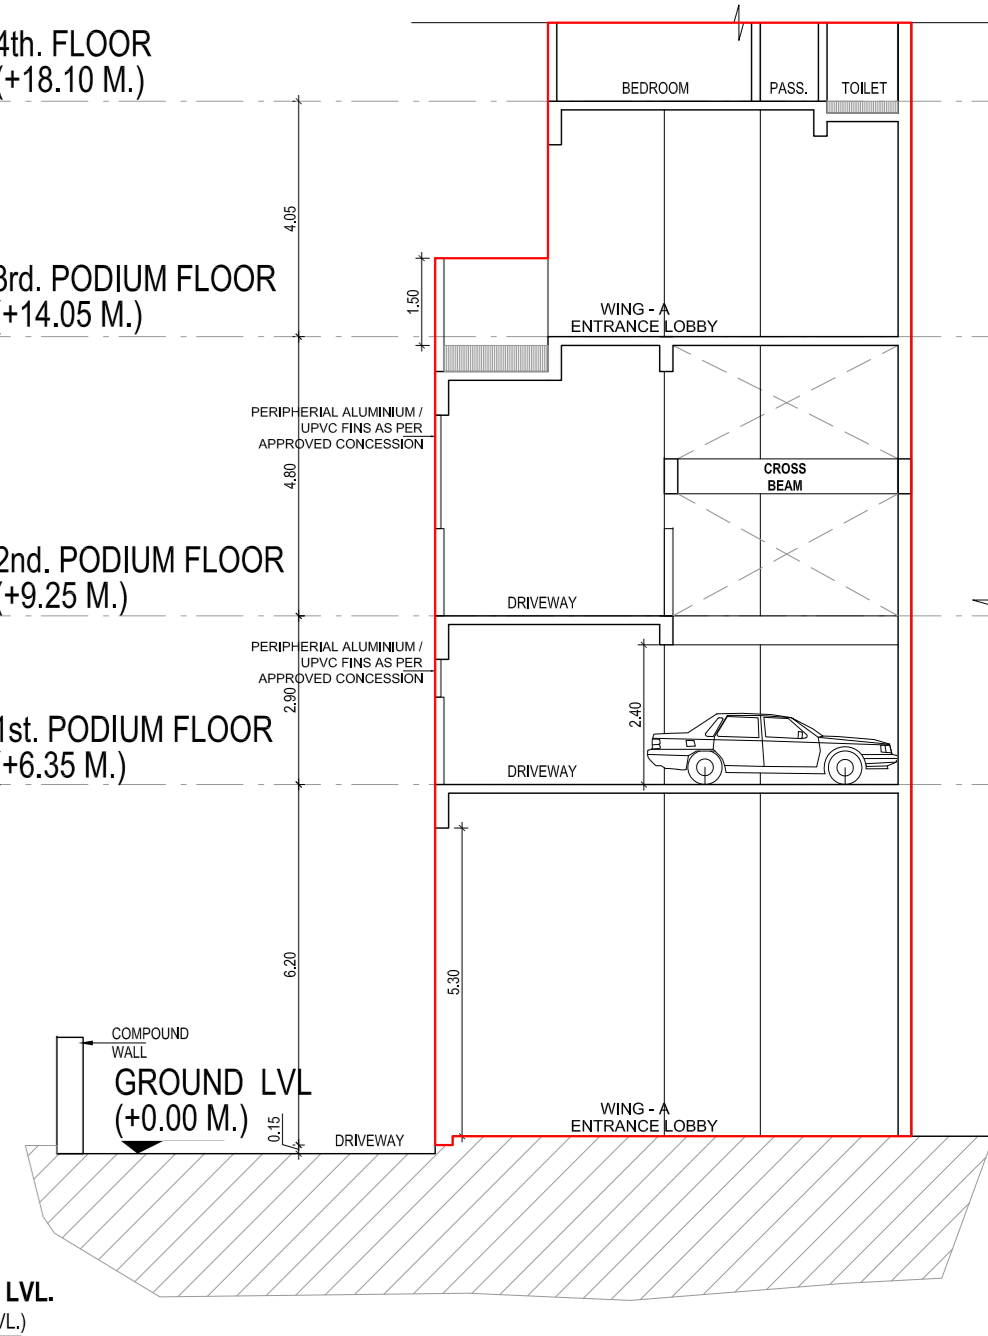 4th. FLOOR
(+18.10 M.)
BEDROOM
PASS.
TOILET
4.05
3rd. PODIUM FLOOR
(+14.05 M.)
1.50
WING - A
ENTRANCE LOBBY
PERIPHERIAL ALUMINIUM /
UPVC FINS AS PER
APPROVED CONCESSION
4.80
CROSS
BEAM
2nd. PODIUM FLOOR
(+9.25 M.)
DRIVEWAY
PERIPHERIAL ALUMINIUM /
UPVC FINS AS PER
APPROVED CONCESSION
2.90
2.40
1st. PODIUM FLOOR
(+6.35 M.)
DRIVEWAY
6.20
5.30
COMPOUND
WALL
GROUND LVL
(+0.00 M.)
0.15
DRIVEWAY
WING - A
ENTRANCE LOBBY
LVL.